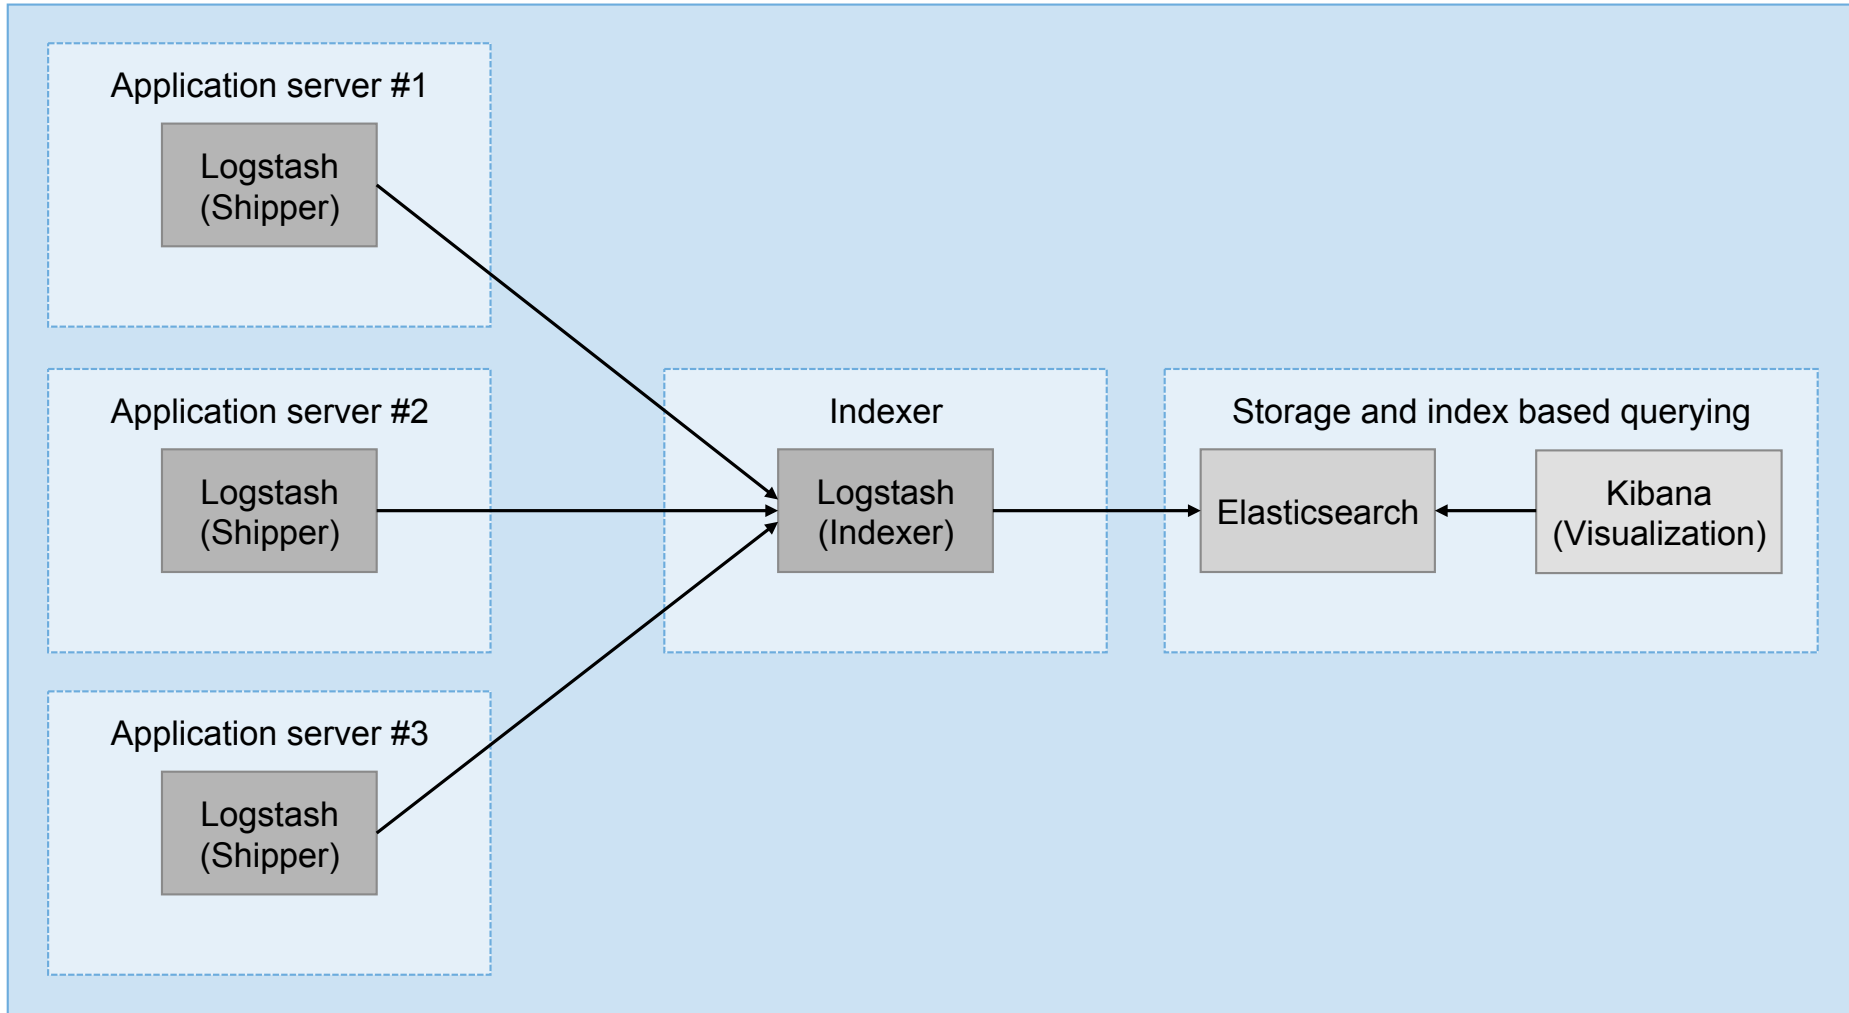 Application server #1
Logstash
(Shipper)
Application server #2
Logstash
(Shipper)
Application server #3
Logstash
(Shipper)
Indexer
Logstash
(Indexer)
Storage and index based querying
Elasticsearch
Kibana
(Visualization)